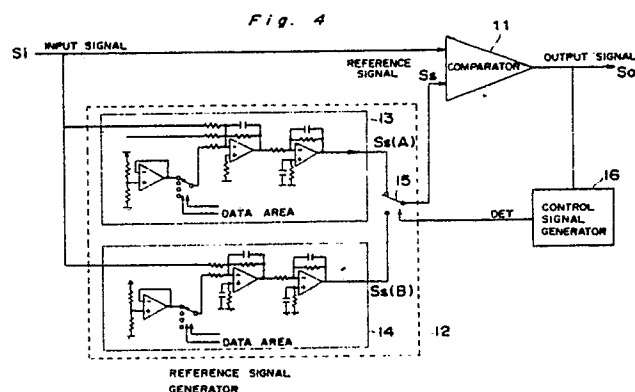 Fig. 4
11
Si INPUT SIGNAL
OUTPUT SIGNAL
So
COMPARATOR
REFERENCE
SIGNAL
Ss
13
Ss(A)
15
16
DATA AREA
DET
CONTROL
SIGNAL
GENERATOR
Ss(B)
DATA AREA
14
12
REFERENCE SIGNAL
GENERATOR